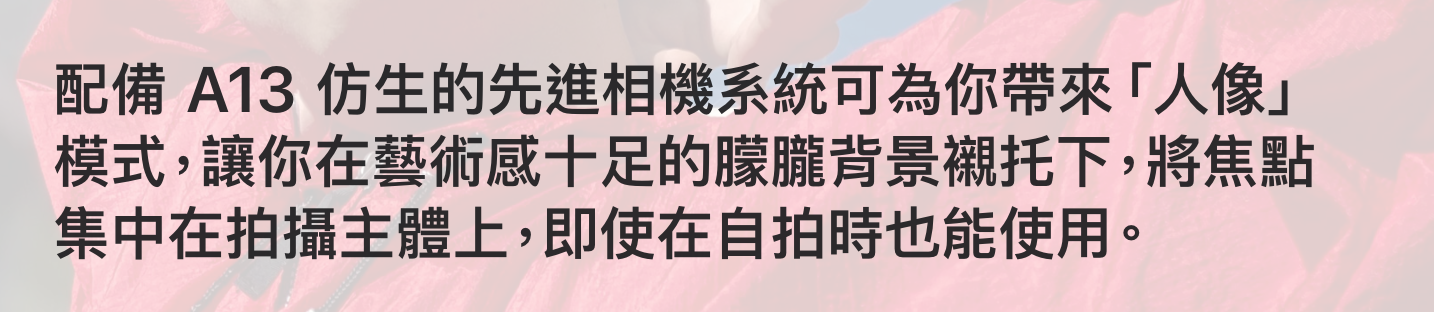 配備 A13 仿生的先進相機系統可為你帶來「人像」
模式，讓你在藝術感十足的朦朧背景襯托下，將焦點
集中在拍攝主體上，即使在自拍時也能使用。